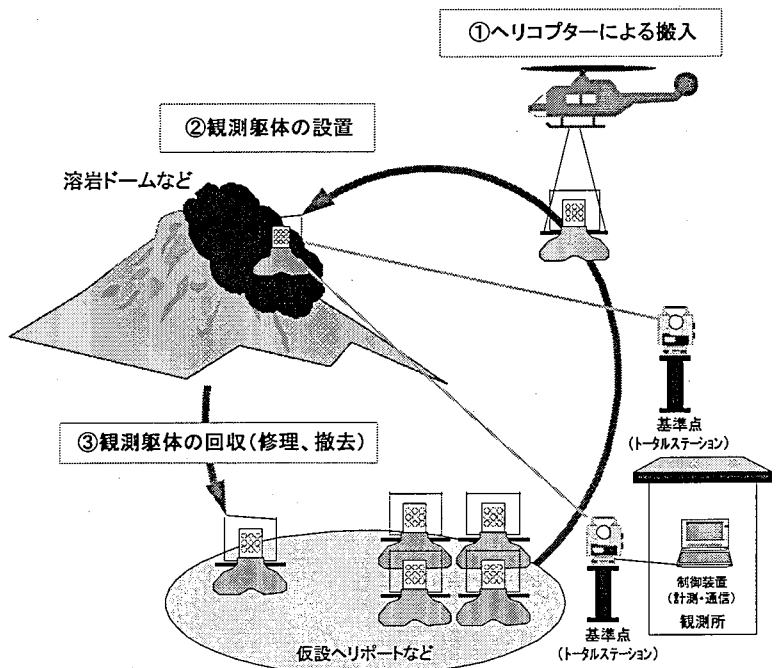 ①ヘリコプターによる搬入
②観測躯体の設置
溶岩ドームなど
基準点
(トータルステーション)
③観測躯体の回収(修理、撤去)
制御装置
(計測・通信)
観測所
基準点
(トータルステーション)
仮設ヘリポートなど